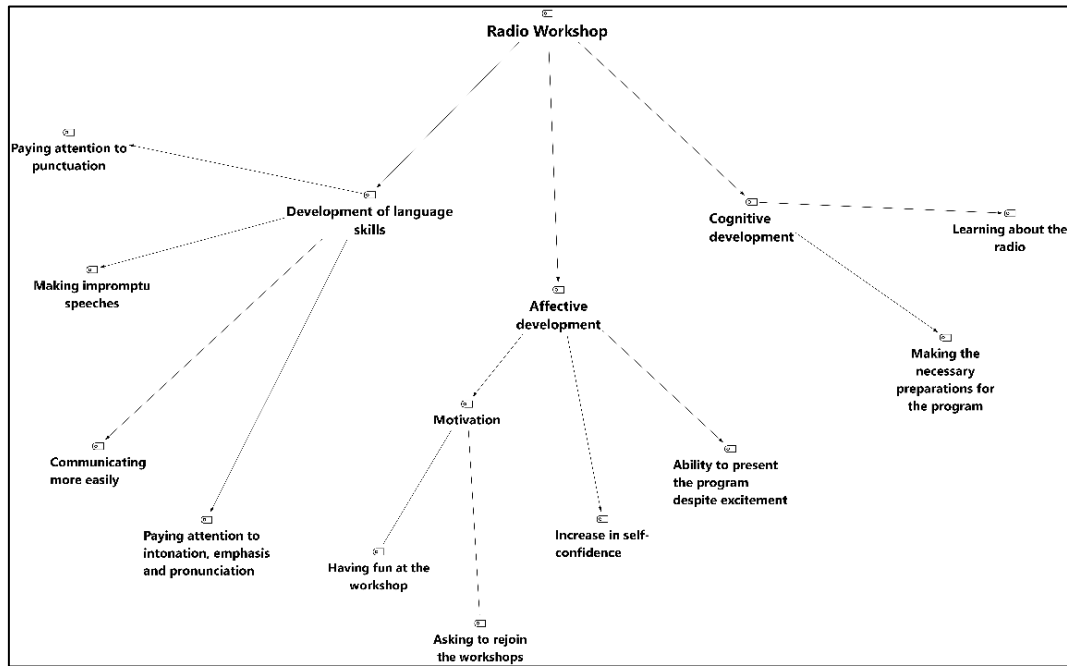 Radio Workshop
Paying attention to
punctuation
Development of language
skills
Cognitive
development
Learning about the
radio
Making impromptu
speeches
Affective
development
Making the
necessary
preparations for
the program
Motivation
Communicating
more easily
Ability to present
the program
despite excitement
Paying attention to
intonation, emphasis
and pronunciation
Increase in self-
confidence
Having fun at the
workshop
Asking to rejoin
the workshops